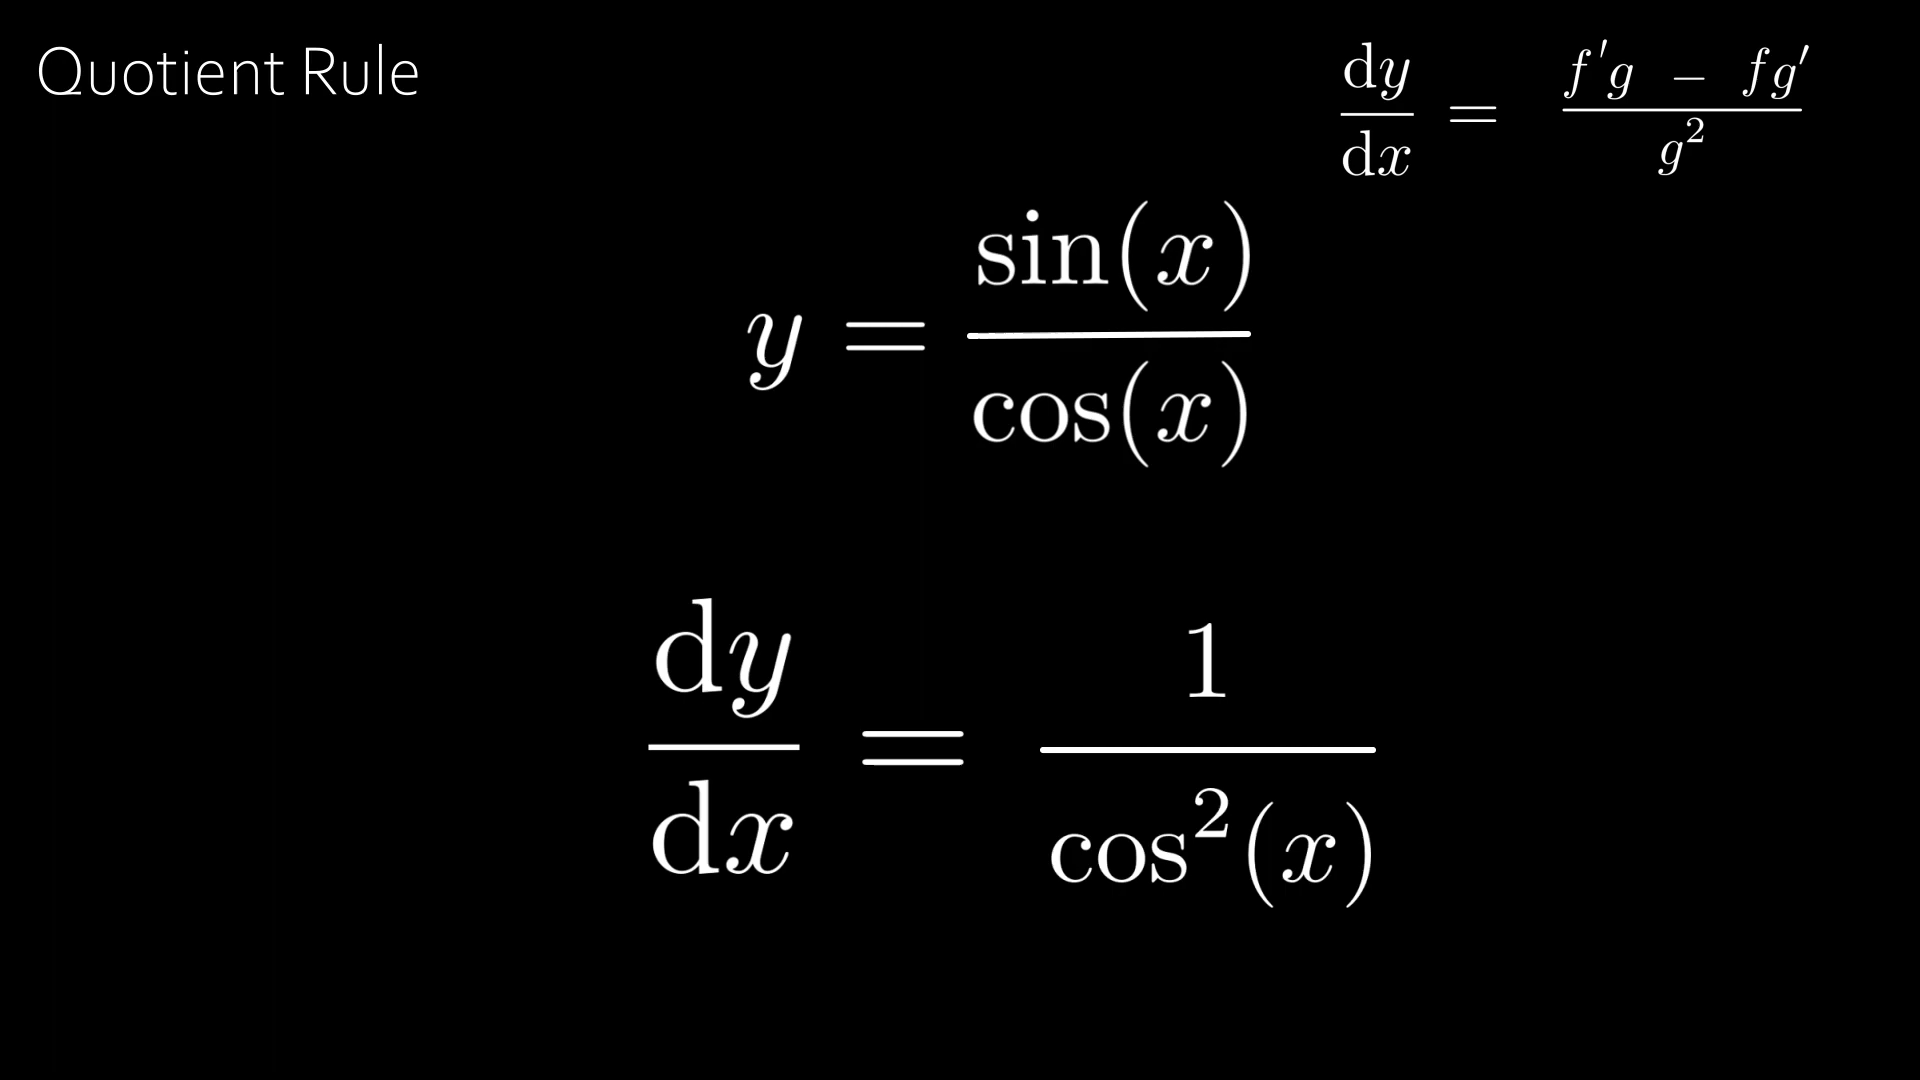 Quotient Rule
dy/dx = (f'g - fg')/g²
y = sin(x)/cos(x)
dy/dx = 1/cos²(x)